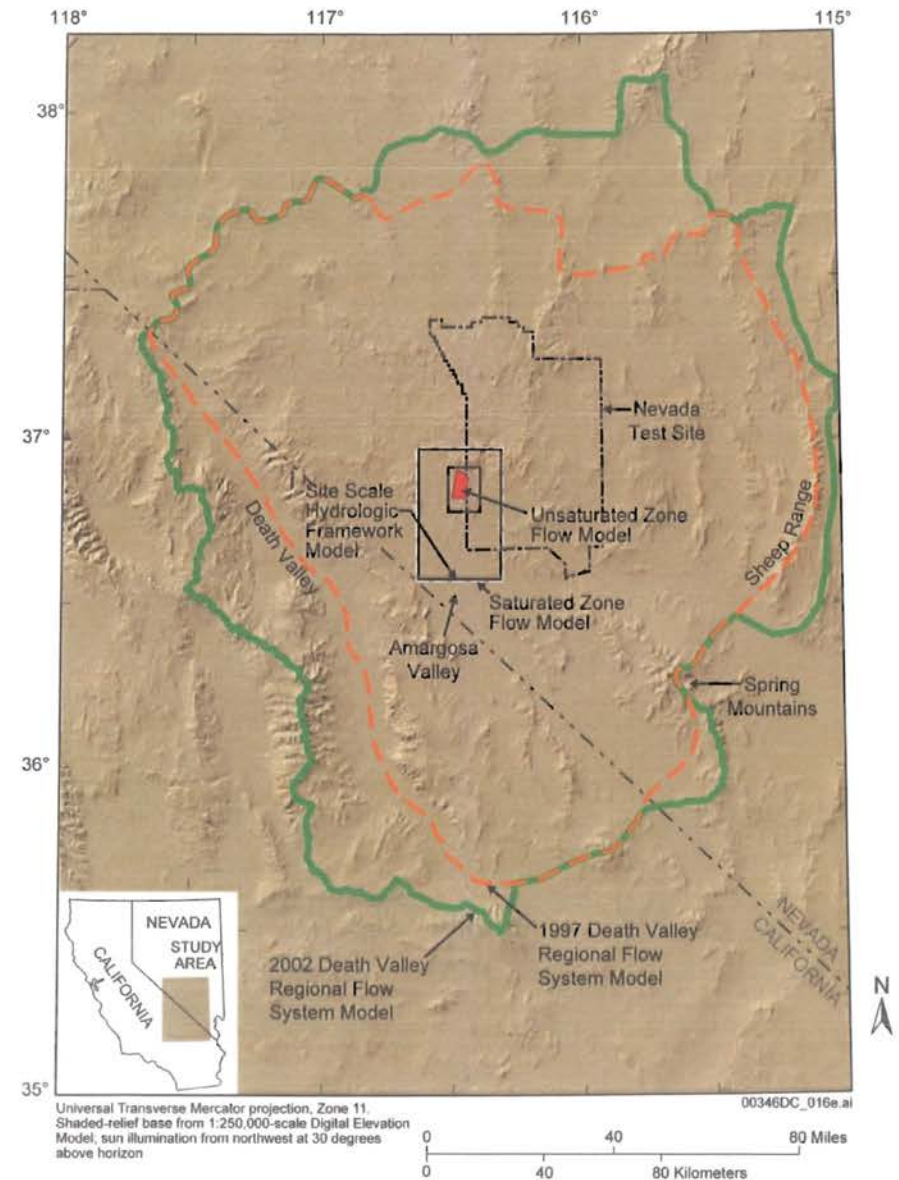 118°
117°
116°
115°
38°
37°
36°
35°
Nevada
Test Site
Site Scale
Hydrologic
Framework
Model
Unsaturated Zone
Flow Model
Death Valley
Sheep Range
Saturated Zone
Flow Model
Amargosa
Valley
Spring
Mountains
1997 Death Valley
Regional Flow
System Model
2002 Death Valley
Regional Flow
System Model
NEVADA
CALIFORNIA
NEVADA
STUDY
AREA
CALIFORNIA
N
Universal Transverse Mercator projection, Zone 11.
Shaded-relief base from 1:250,000-scale Digital Elevation
Model; sun illumination from northwest at 30 degrees
above horizon
00346DC_016e.ai
0 40 80 Miles
0 40 80 Kilometers